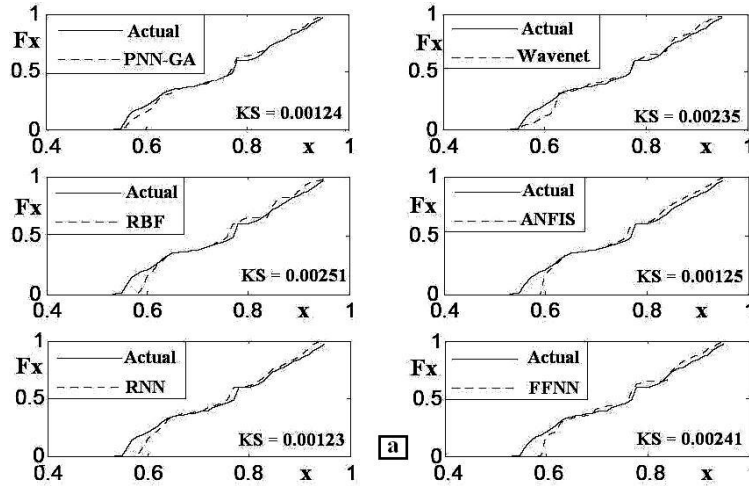 1
Fx
0.5
0
Actual
PNN-GA
KS = 0.00124
0.4 0.6 0.8 1
x
1
Fx
0.5
0
Actual
Wavenet
KS = 0.00235
0.4 0.6 0.8 1
x
1
Fx
0.5
0
Actual
RBF
KS = 0.00251
0.4 0.6 0.8 1
x
1
Fx
0.5
0
Actual
ANFIS
KS = 0.00125
0.4 0.6 0.8 1
x
1
Fx
0.5
0
Actual
RNN
KS = 0.00123
0.4 0.6 0.8 1
x
a
1
Fx
0.5
0
Actual
FFNN
KS = 0.00241
0.4 0.6 0.8 1
x